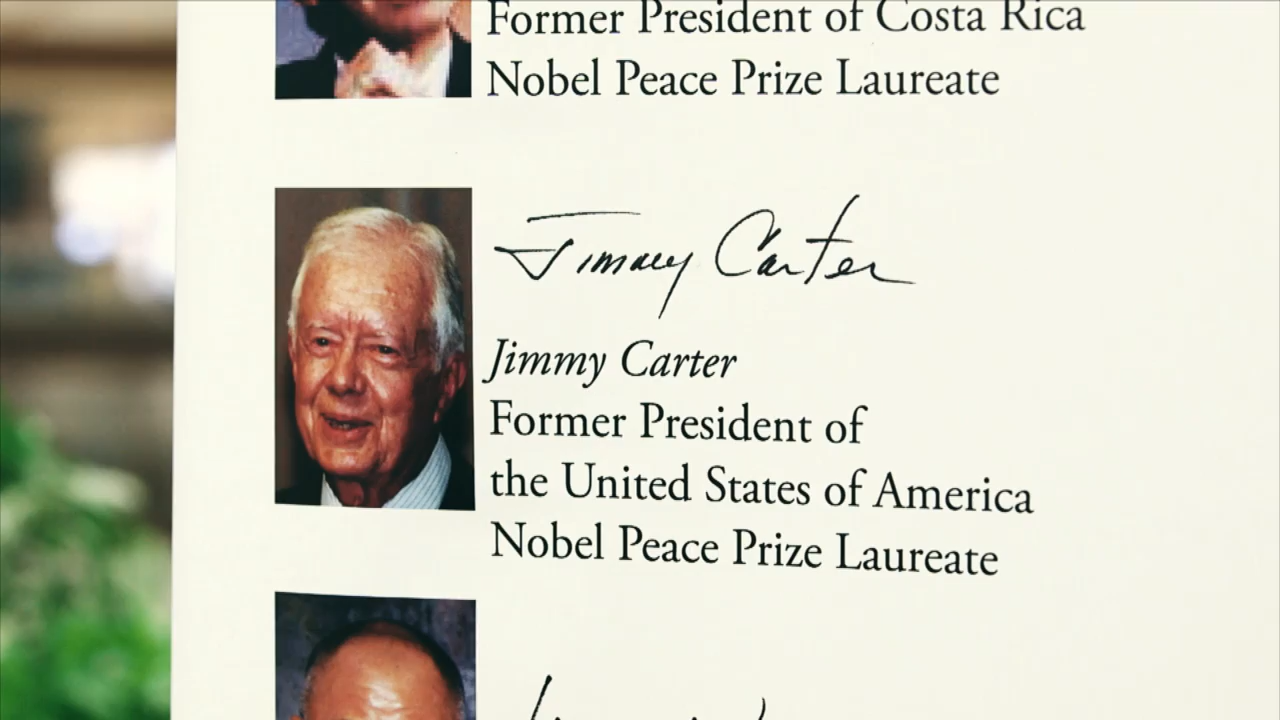 Former President of Costa Rica
Nobel Peace Prize Laureate
Jimmy Carter
Jimmy Carter
Former President of
the United States of America
Nobel Peace Prize Laureate